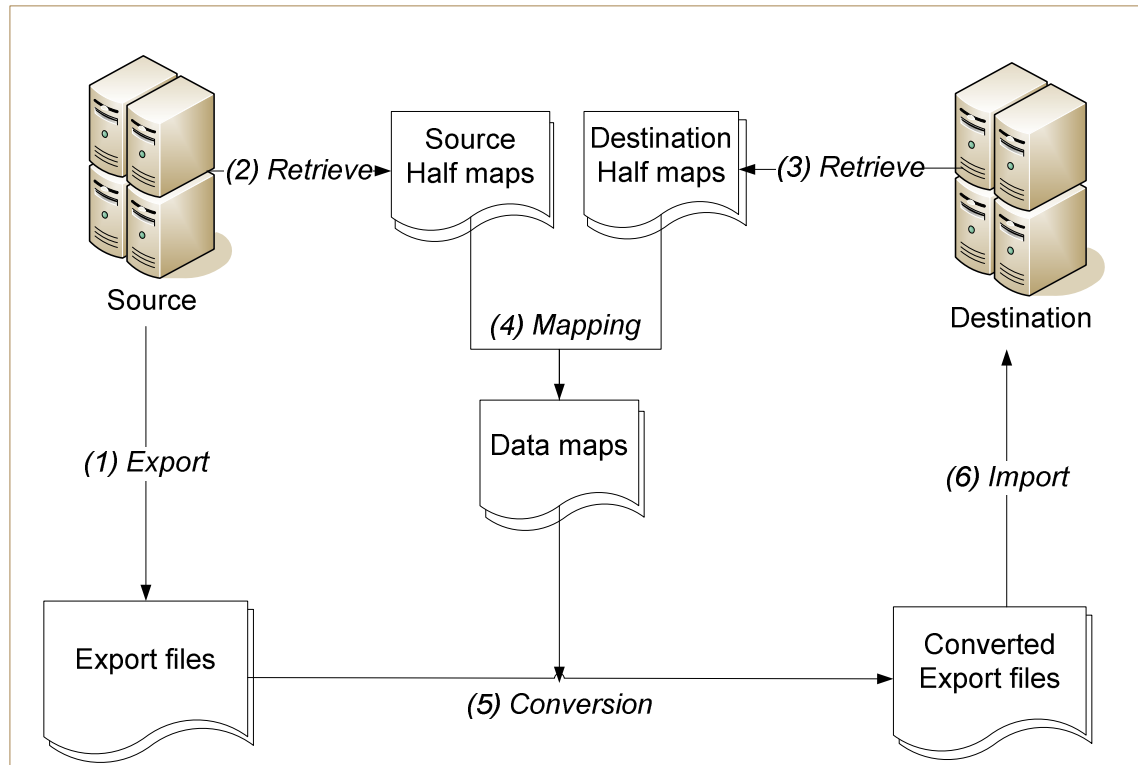 Source
Half maps
Destination
Half maps
(2) Retrieve
(3) Retrieve
Source
Destination
(4) Mapping
Data maps
(1) Export
(6) Import
Export files
Converted
Export files
(5) Conversion